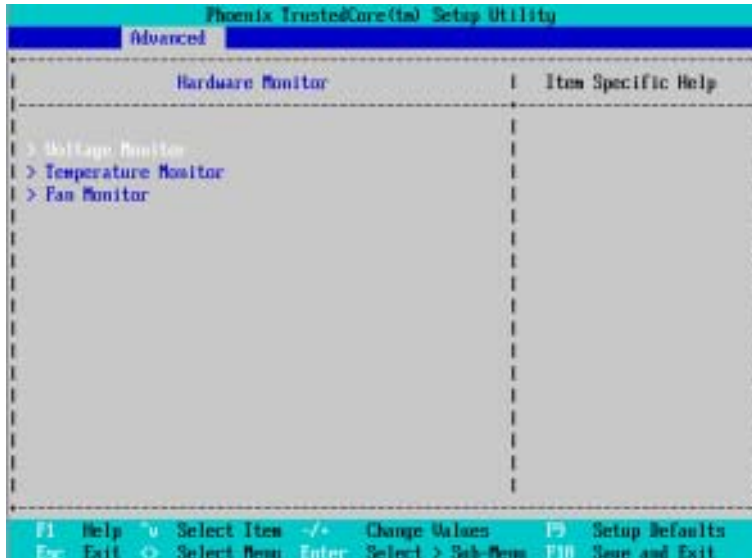 Phoenix TrustedCore(tm) Setup Utility
Advanced
Hardware Monitor
Item Specific Help
> Voltage Monitor
> Temperature Monitor
> Fan Monitor
F1 Help ^v Select Item -/+ Change Values F9 Setup Defaults
Esc Exit <> Select Menu Enter Select > Sub-Menu F10 Save and Exit